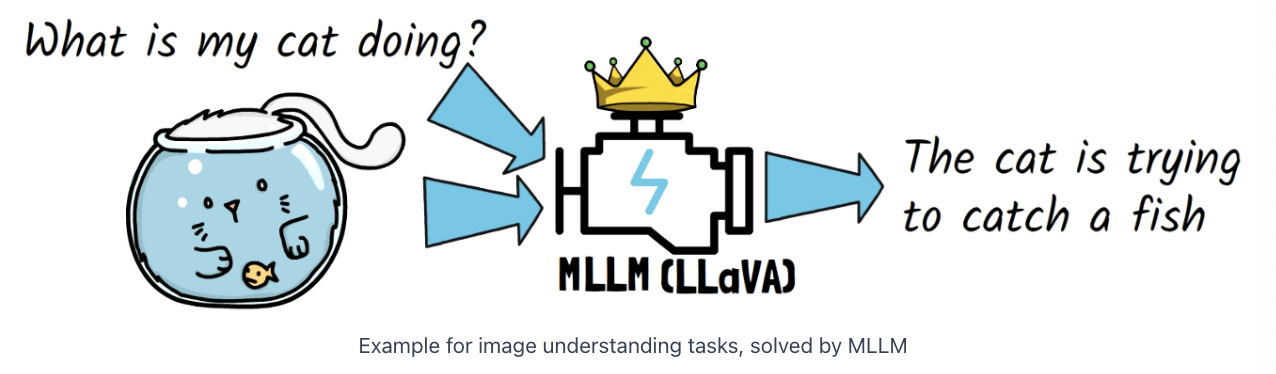 What is my cat doing?
The cat is trying
to catch a fish
MLLM (LLaVA)
Example for image understanding tasks, solved by MLLM